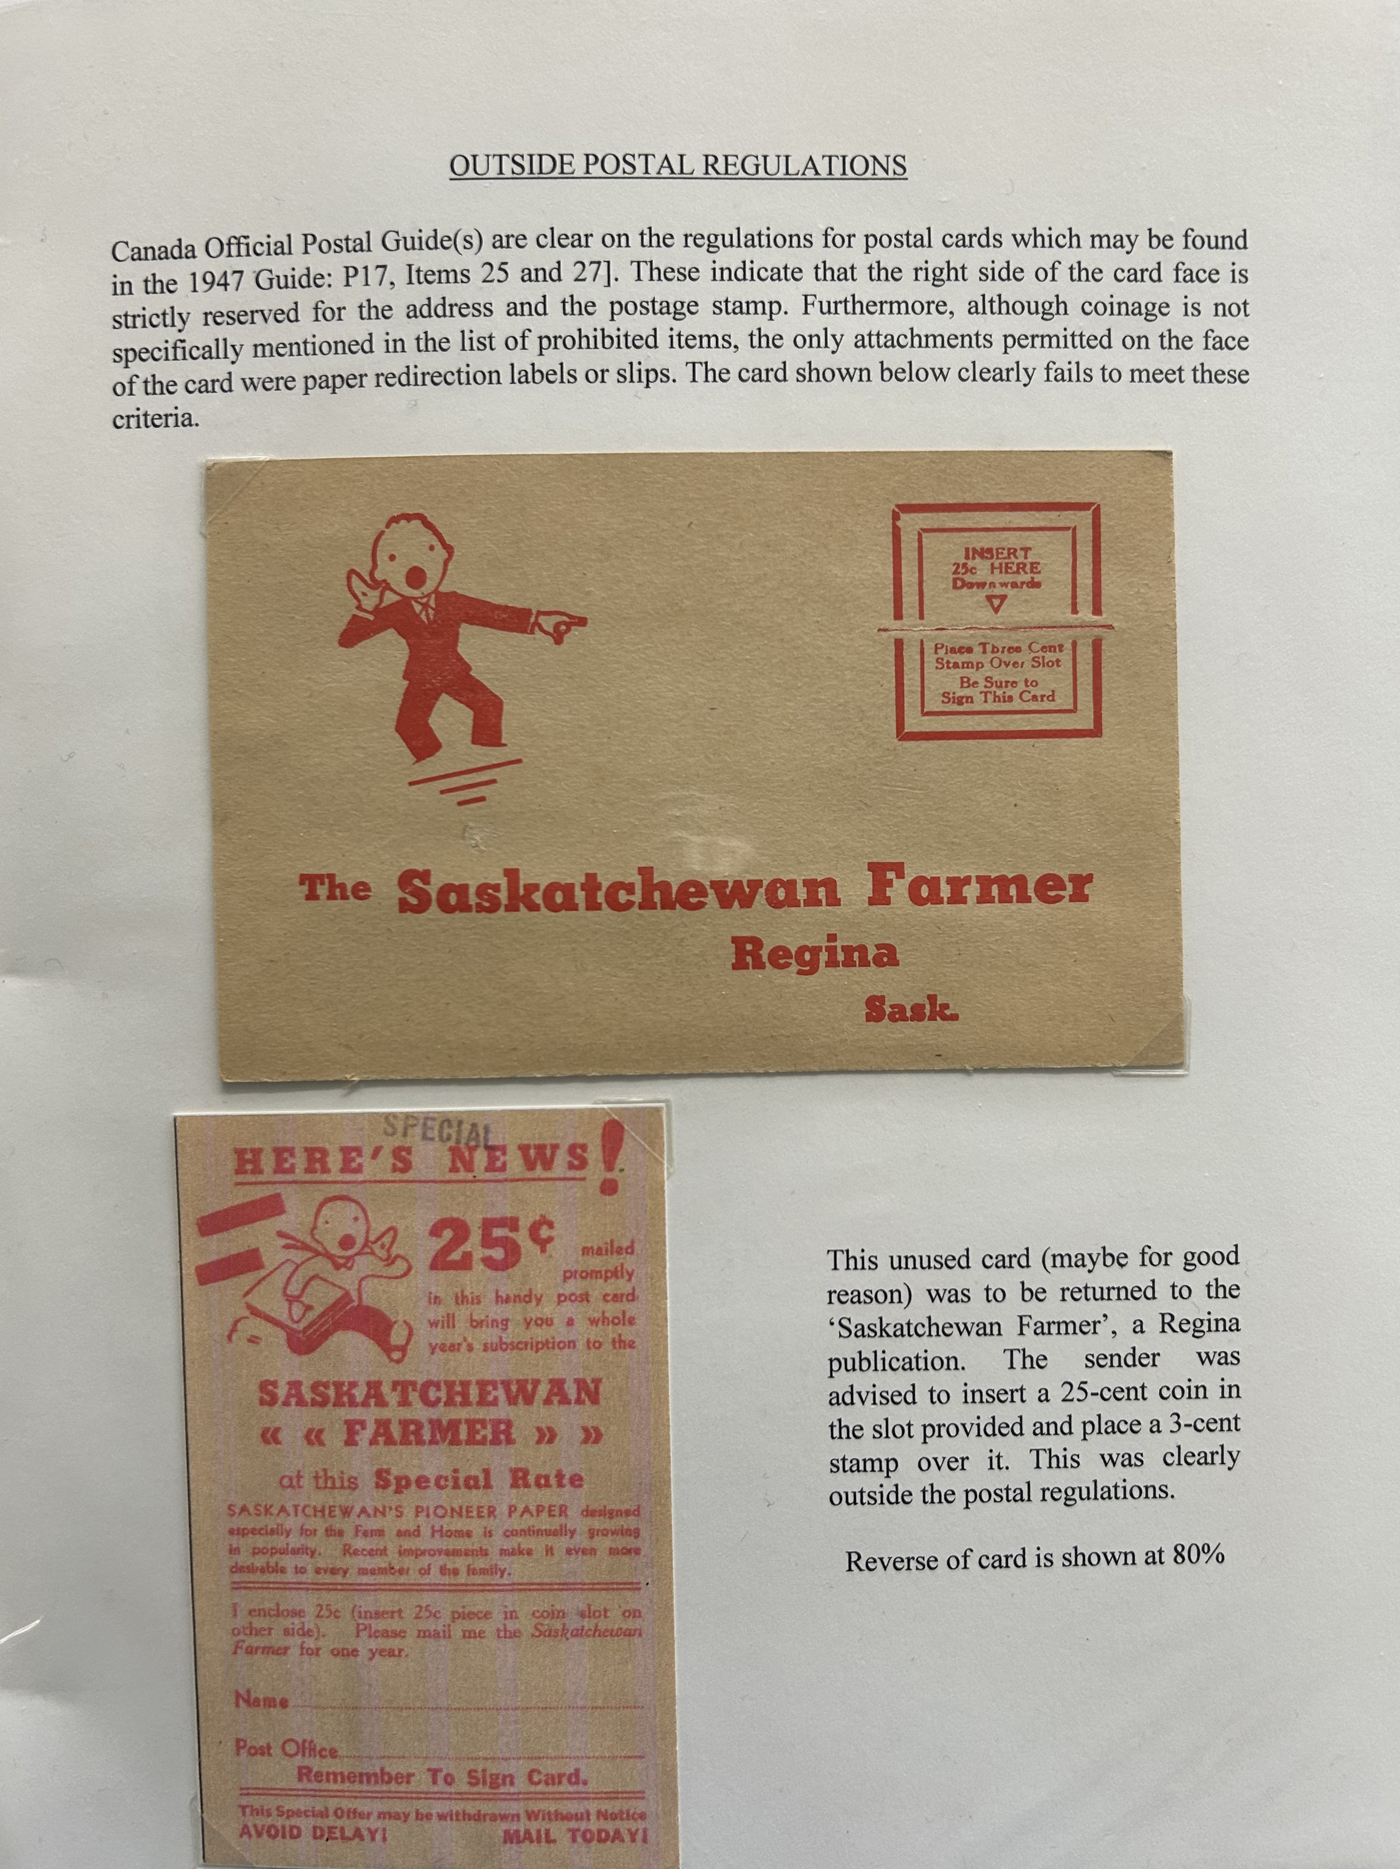 OUTSIDE POSTAL REGULATIONS
Canada Official Postal Guide(s) are clear on the regulations for postal cards which may be found
in the 1947 Guide: P17, Items 25 and 27]. These indicate that the right side of the card face is
strictly reserved for the address and the postage stamp. Furthermore, although coinage is not
specifically mentioned in the list of prohibited items, the only attachments permitted on the face
of the card were paper redirection labels or slips. The card shown below clearly fails to meet these
criteria.
INSERT
25c HERE
Downwards
Place Three Cent
Stamp Over Slot
Be Sure to
Sign This Card
The Saskatchewan Farmer
Regina
Sask.
SPECIAL
HERE'S NEWS!
25¢ mailed
promptly
in this handy post card
will bring you a whole
year's subscription to the
SASKATCHEWAN
« « FARMER » »
at this Special Rate
SASKATCHEWAN'S PIONEER PAPER designed
especially for the Farm and Home is continually growing
in popularity. Recent improvements make it even more
desirable to every member of the family.
I enclose 25c (insert 25c piece in coin slot on
other side). Please mail me the Saskatchewan
Farmer for one year.
Name
Post Office
Remember To Sign Card.
This Special Offer may be withdrawn Without Notice
AVOID DELAY! MAIL TODAY!
This unused card (maybe for good
reason) was to be returned to the
‘Saskatchewan Farmer’, a Regina
publication. The sender was
advised to insert a 25-cent coin in
the slot provided and place a 3-cent
stamp over it. This was clearly
outside the postal regulations.
Reverse of card is shown at 80%